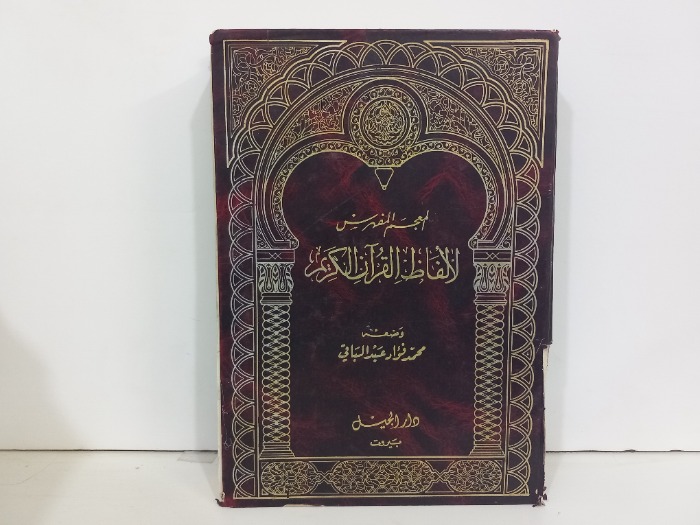 المعجم المفهرس
لألفاظ القرآن الكريم
وضعه
محمد فؤاد عبد الباقي
دار الجيل
بيروت